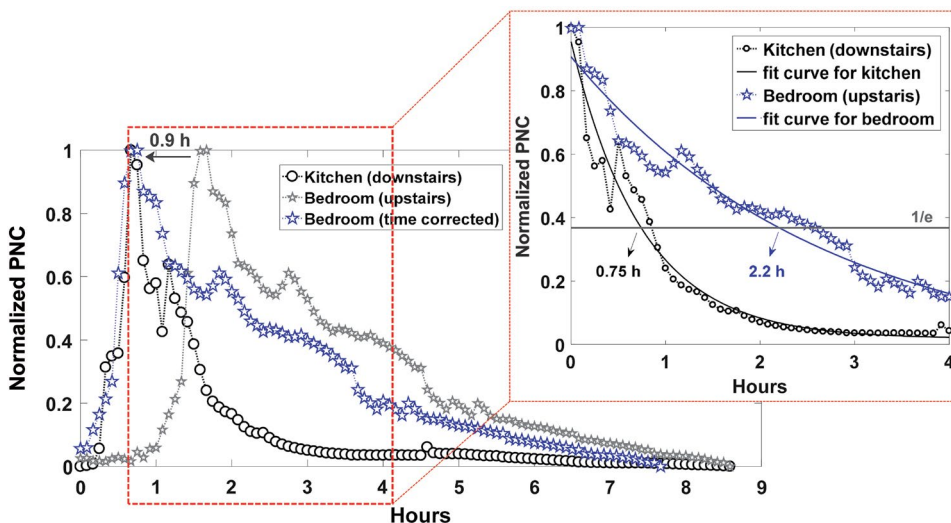 Normalized PNC
1
0.8
0.6
0.4
0.2
0
0 1 2 3 4 5 6 7 8 9
Hours
0.9 h
Kitchen (downstairs)
Bedroom (upstairs)
Bedroom (time corrected)
Normalized PNC
1
0.8
0.6
0.4
0.2
0
0 1 2 3 4
Hours
Kitchen (downstairs)
fit curve for kitchen
Bedroom (upstaris)
fit curve for bedroom
1/e
0.75 h
2.2 h